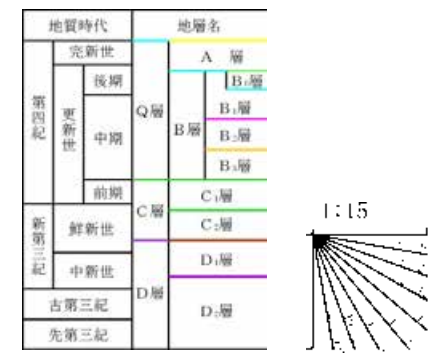 地質時代 地層名
完新世 A 層
第四紀 更新世 後期 Q層 B層 B₀層
中期 B₁層
B₂層
B₃層
前期 C層 C₁層
新第三紀 鮮新世 C₂層
中新世 D層 D₁層
古第三紀 D₂層
先第三紀
1:15